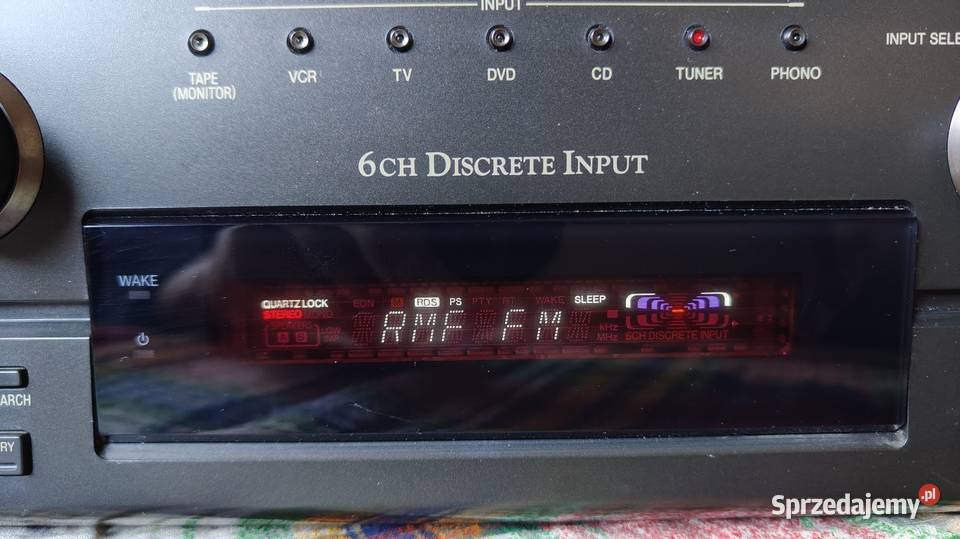 INPUT
TAPE
(MONITOR)
VCR
TV
DVD
CD
TUNER
PHONO
INPUT SELE
6CH DISCRETE INPUT
WAKE
QUARTZ LOCK
EON
M
RDS
PS
PTY
RT
WAKE
SLEEP
STEREO
A B
RMF FM
kHz
MHz
6CH DISCRETE INPUT
ARCH
RY
Sprzedajemy.pl